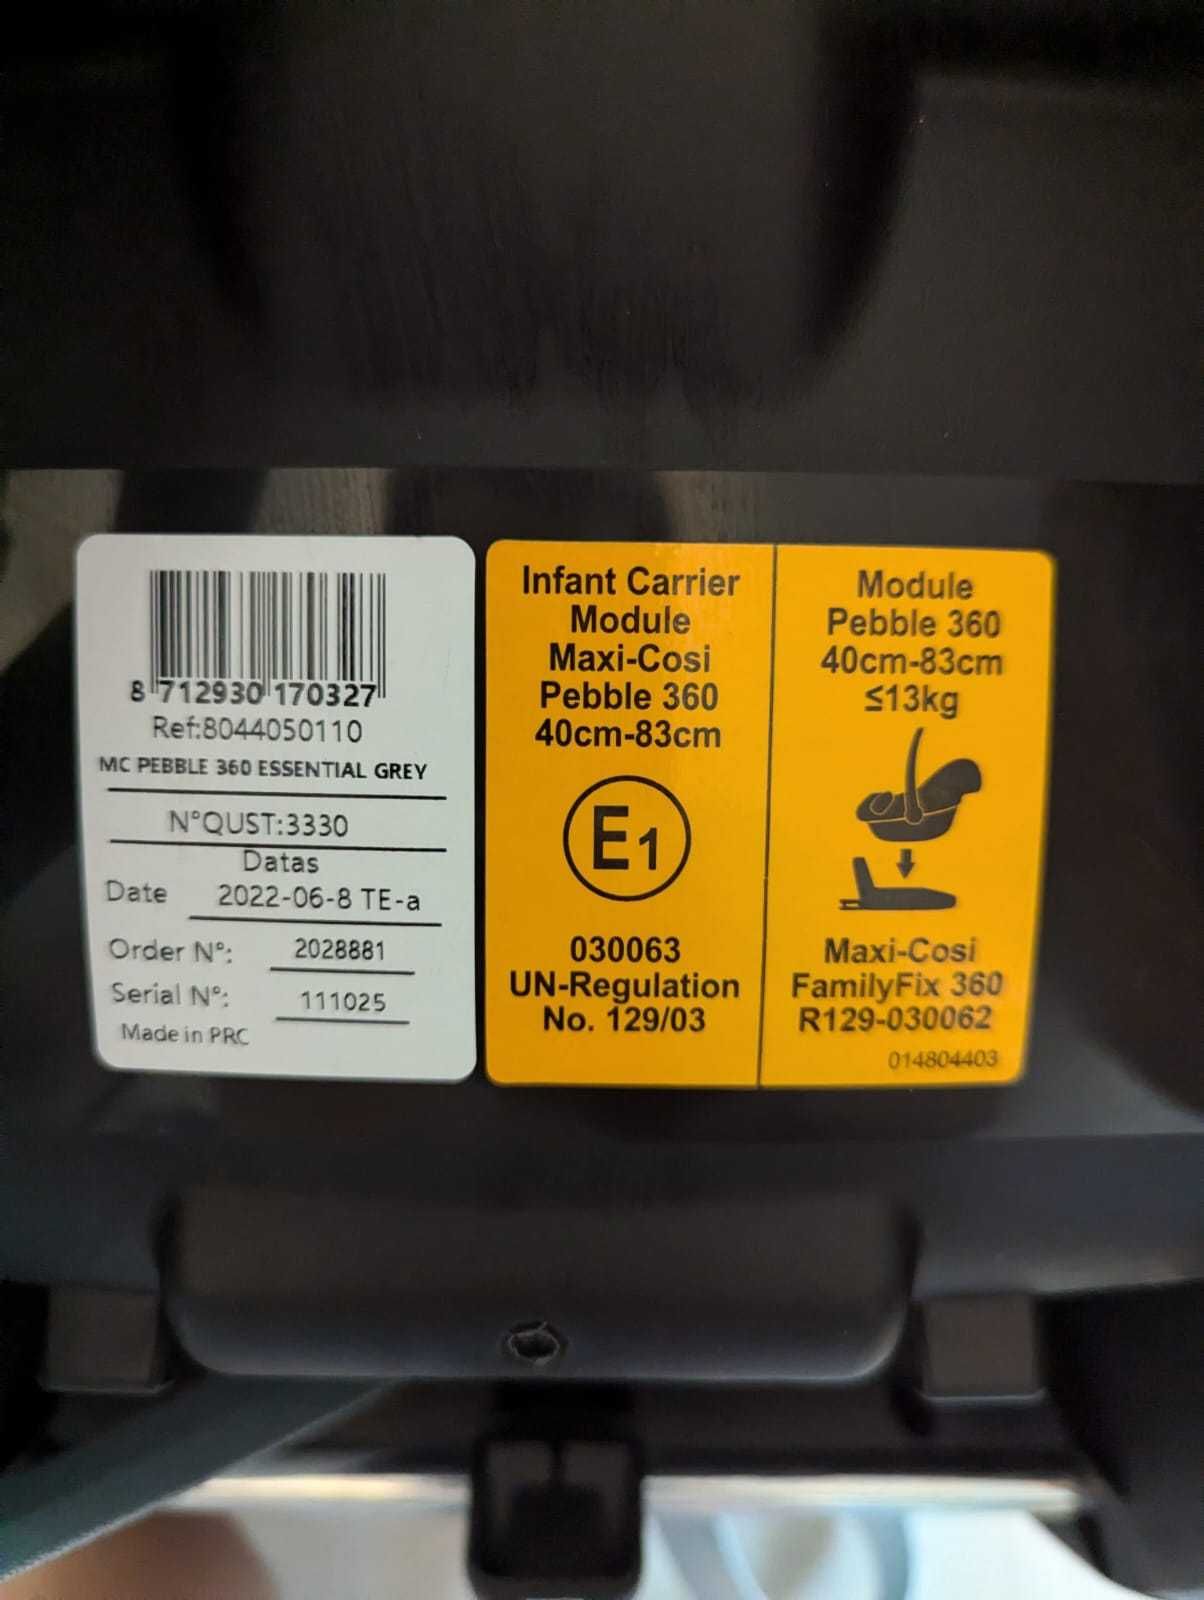 8 712930 170327
Ref:8044050110
MC PEBBLE 360 ESSENTIAL GREY
N°QUST:3330
Datas
Date 2022-06-8 TE-a
Order N°: 2028881
Serial N°: 111025
Made in PRC
Infant Carrier
Module
Maxi-Cosi
Pebble 360
40cm-83cm
E1
030063
UN-Regulation
No. 129/03
Module
Pebble 360
40cm-83cm
≤13kg
Maxi-Cosi
FamilyFix 360
R129-030062
014804403